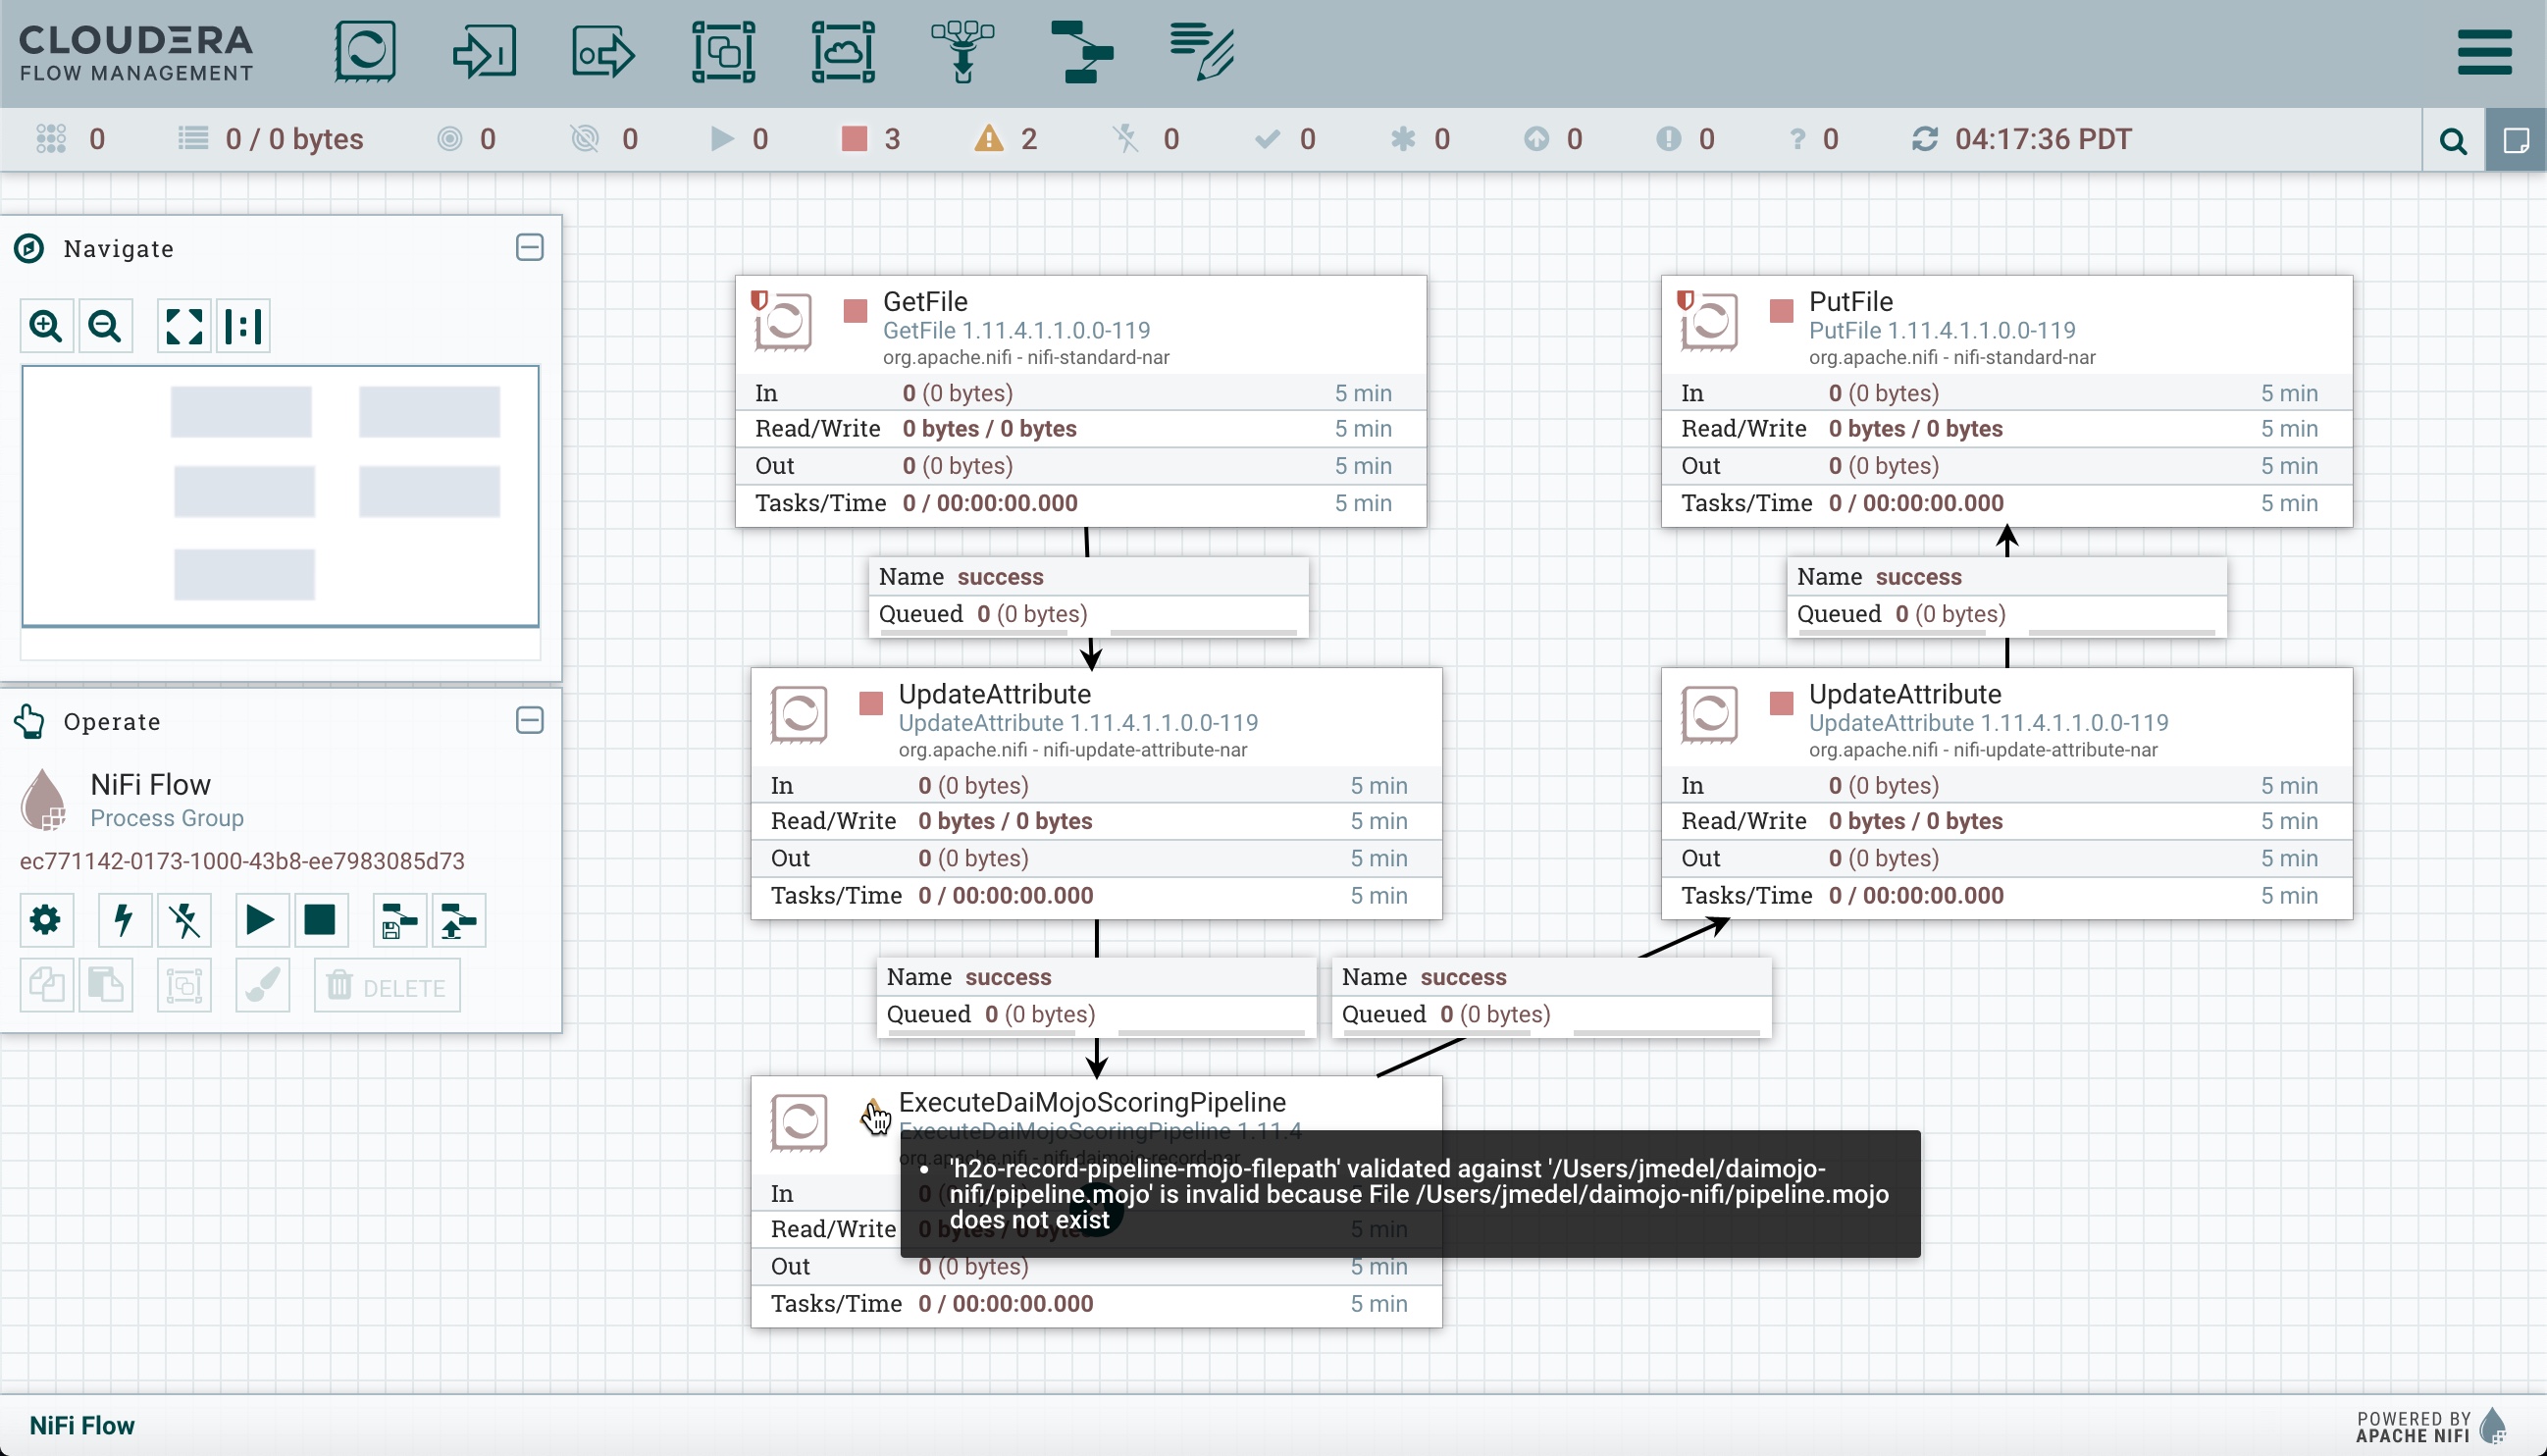 CLOUDERA
FLOW MANAGEMENT
0
0 / 0 bytes
0
0
0
3
2
0
0
0
0
0
? 0
04:17:36 PDT
Navigate
Operate
NiFi Flow
Process Group
ec771142-0173-1000-43b8-ee7983085d73
DELETE
GetFile
GetFile 1.11.4.1.1.0.0-119
org.apache.nifi - nifi-standard-nar
In 0 (0 bytes) 5 min
Read/Write 0 bytes / 0 bytes 5 min
Out 0 (0 bytes) 5 min
Tasks/Time 0 / 00:00:00.000 5 min
PutFile
PutFile 1.11.4.1.1.0.0-119
org.apache.nifi - nifi-standard-nar
In 0 (0 bytes) 5 min
Read/Write 0 bytes / 0 bytes 5 min
Out 0 (0 bytes) 5 min
Tasks/Time 0 / 00:00:00.000 5 min
Name success
Queued 0 (0 bytes)
Name success
Queued 0 (0 bytes)
UpdateAttribute
UpdateAttribute 1.11.4.1.1.0.0-119
org.apache.nifi - nifi-update-attribute-nar
In 0 (0 bytes) 5 min
Read/Write 0 bytes / 0 bytes 5 min
Out 0 (0 bytes) 5 min
Tasks/Time 0 / 00:00:00.000 5 min
UpdateAttribute
UpdateAttribute 1.11.4.1.1.0.0-119
org.apache.nifi - nifi-update-attribute-nar
In 0 (0 bytes) 5 min
Read/Write 0 bytes / 0 bytes 5 min
Out 0 (0 bytes) 5 min
Tasks/Time 0 / 00:00:00.000 5 min
Name success
Queued 0 (0 bytes)
Name success
Queued 0 (0 bytes)
ExecuteDaiMojoScoringPipeline
ExecuteDaiMojoScoringPipeline 1.11.4
org.apache.nifi - nifi-daimojo-record-nar
• 'h2o-record-pipeline-mojo-filepath' validated against '/Users/jmedel/daimojo-
nifi/pipeline.mojo' is invalid because File /Users/jmedel/daimojo-nifi/pipeline.mojo
does not exist
In 0
Read/Write 0 bytes / 0 byte 5 min
Out 0 (0 bytes) 5 min
Tasks/Time 0 / 00:00:00.000 5 min
NiFi Flow
POWERED BY
APACHE NIFI